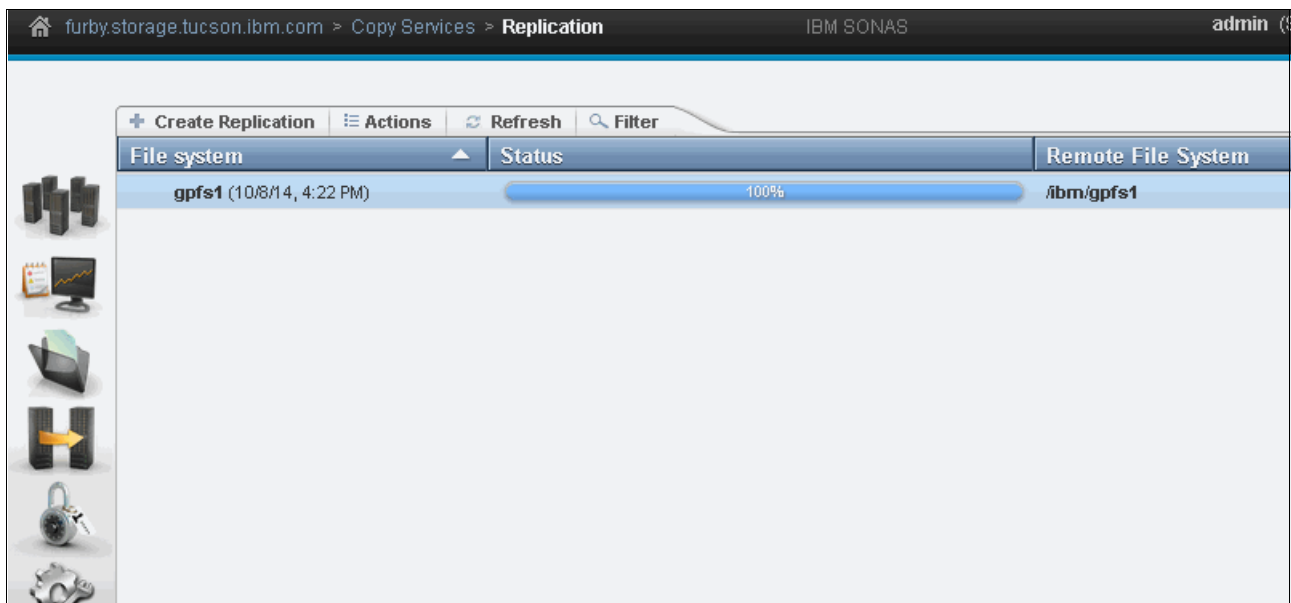 furby.storage.tucson.ibm.com > Copy Services > Replication IBM SONAS admin (
Create Replication Actions Refresh Filter
File system Status Remote File System
gpfs1 (10/8/14, 4:22 PM) 100% /ibm/gpfs1